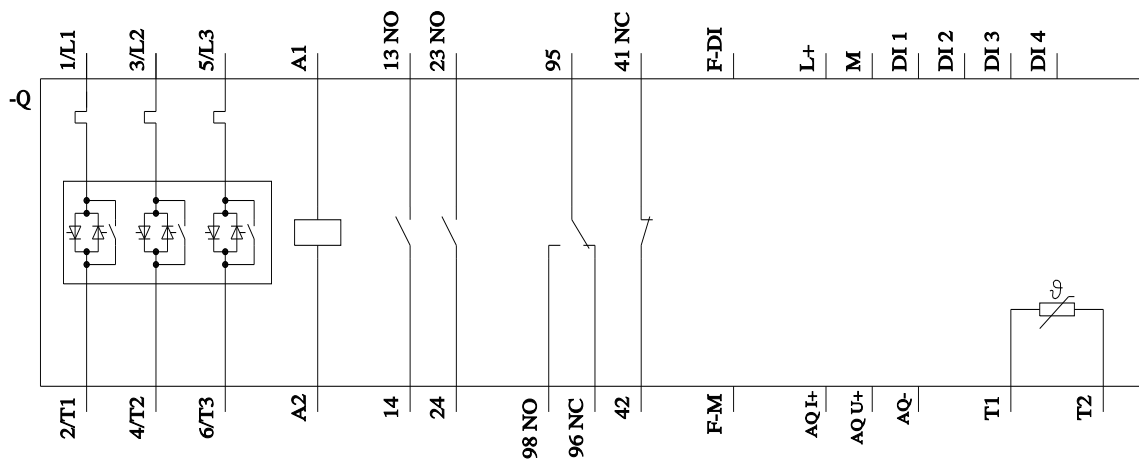 1/L1
3/L2
5/L3
A1
13 NO
23 NO
95
41 NC
F-DI
L+
M
DI 1
DI 2
DI 3
DI 4
-Q
ϑ
2/T1
4/T2
6/T3
A2
14
24
98 NO
96 NC
42
F-M
AQ I+
AQ U+
AQ-
T1
T2